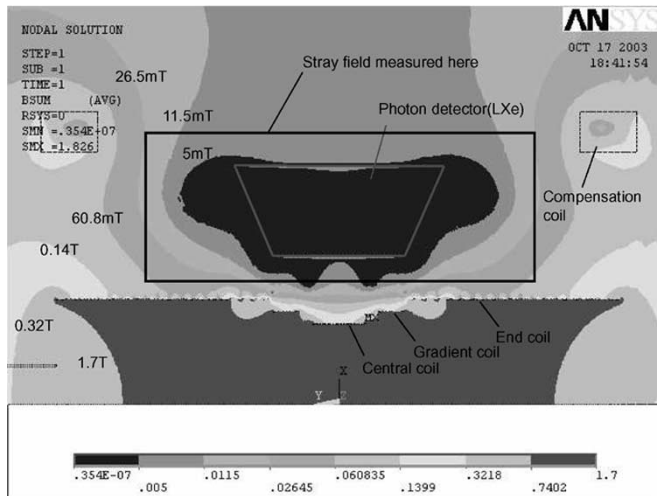 ANSYS
NODAL SOLUTION
OCT 17 2003
18:41:54
STEP=1
SUB =1
TIME=1
BSUM (AVG)
RSYS=0
SMN =.354E-07
SMX =1.826
Stray field measured here
26.5mT
Photon detector(LXe)
11.5mT
5mT
Compensation
coil
60.8mT
0.14T
0.32T
1.7T
MX
End coil
Gradient coil
Central coil
X
Y
Z
.354E-07
.0115
.060835
.3218
1.7
.005
.02645
.1399
.7402